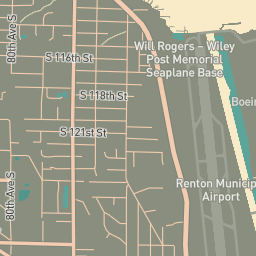 80th Ave S
S 116th St
Will Rogers – Wiley
Post Memorial
Seaplane Base
S 118th St
Boein
S 121st St
80th Ave S
Renton Municip
Airport